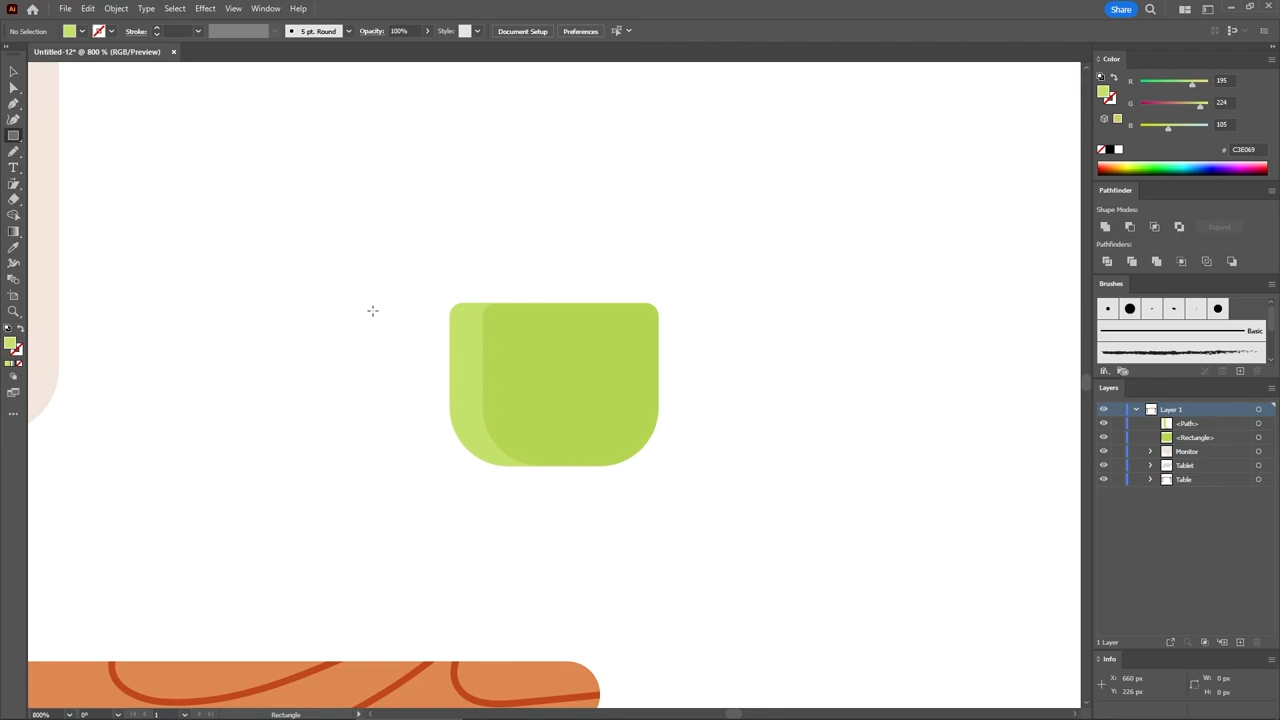 Ai File Edit Object Type Select Effect View Window Help Share
No Selection Stroke: 5 pt. Round Opacity: 100% Style: Document Setup Preferences
Untitled-12* @ 800 % (RGB/Preview) ×
Color
R 195
G 224
B 105
# C3E069
Pathfinder
Shape Modes:
Expand
Pathfinders:
Brushes
Basic
Layers
Layer 1
<Path>
<Rectangle>
Monitor
Tablet
Table
1 Layer
Info
X: 660 px W: 0 px
Y: 226 px H: 0 px
800% 0° 1 Rectangle